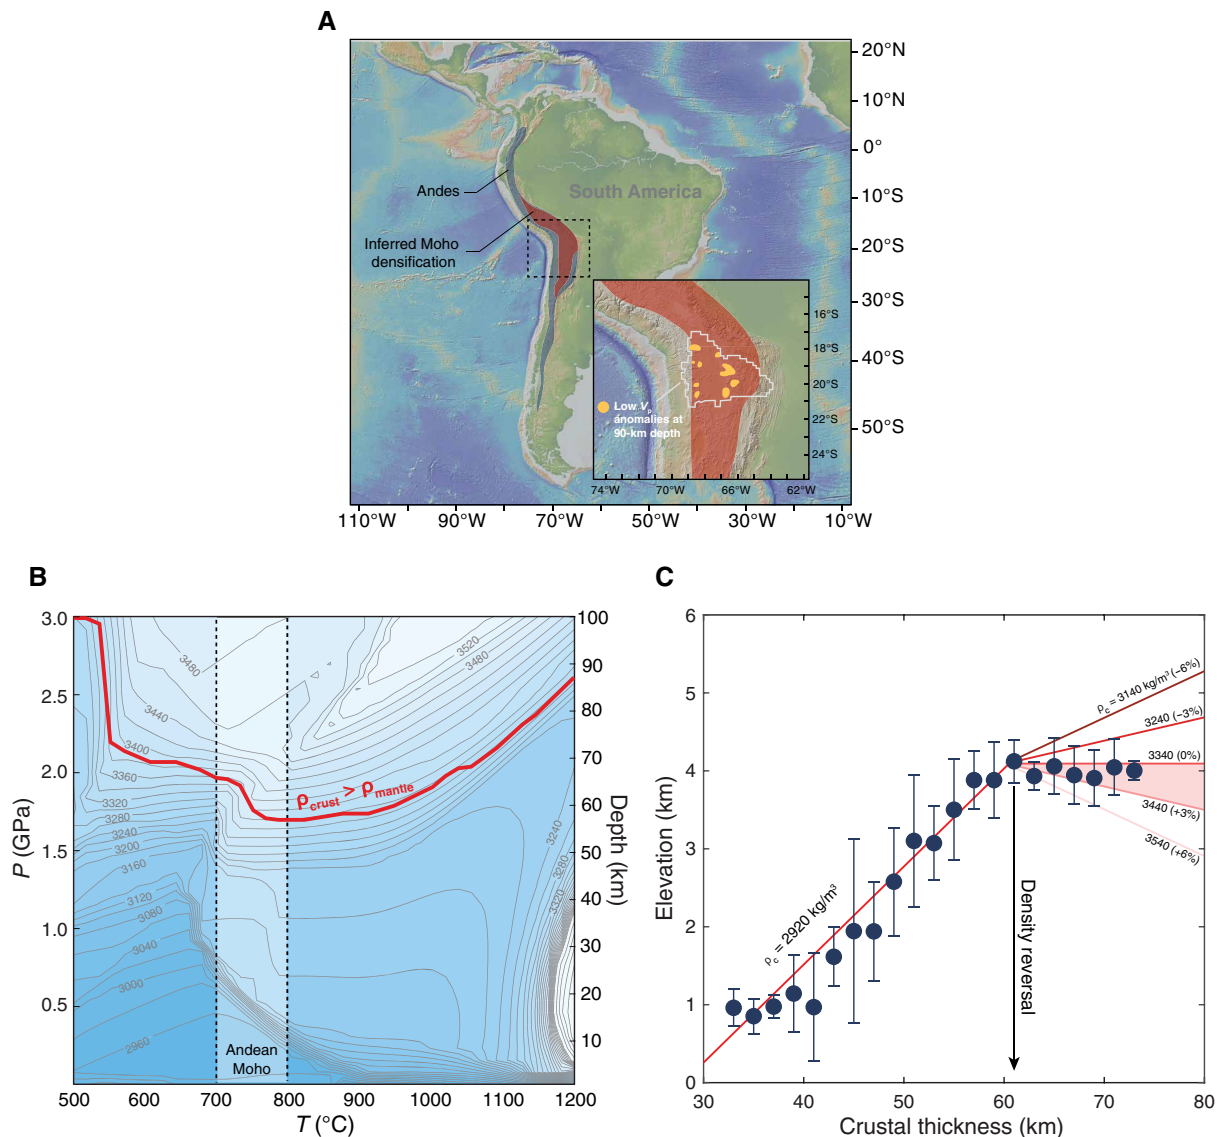 A
20°N
10°N
0°
10°S
20°S
30°S
40°S
50°S
Andes
South America
Inferred Moho
densification
16°S
18°S
20°S
22°S
24°S
Low Vp
anomalies at
90-km depth
74°W
70°W
66°W
62°W
110°W
90°W
70°W
50°W
30°W
10°W
B
3.0
2.5
2.0
1.5
1.0
0.5
P (GPa)
100
90
80
70
60
50
40
30
20
10
Depth (km)
3480
3440
3400
3360
3320
3280
3240
3200
3160
3120
3080
3040
3000
2960
3520
3480
3240
3280
3320
ρcrust > ρmantle
Andean
Moho
500
600
700
800
900
1000
1100
1200
T (°C)
C
6
5
4
3
2
1
0
Elevation (km)
ρc = 2920 kg/m³
ρc = 3140 kg/m³ (−6%)
3240 (−3%)
3340 (0%)
3440 (+3%)
3540 (+6%)
Density reversal
30
40
50
60
70
80
Crustal thickness (km)